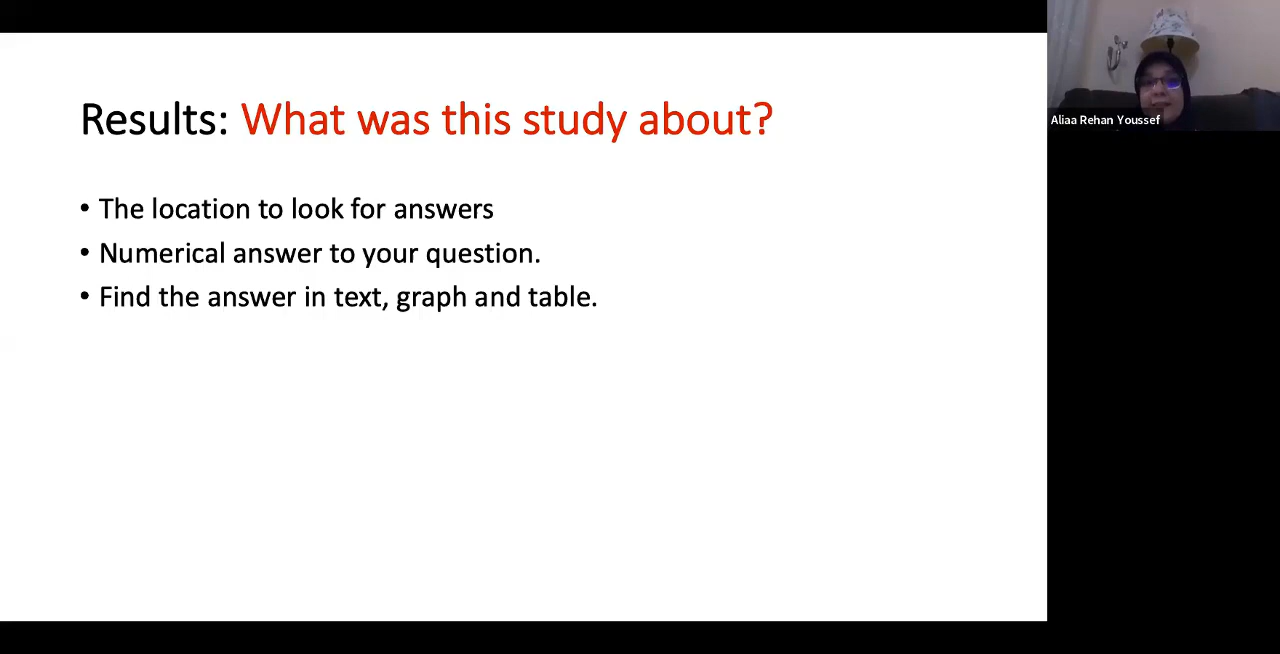 Results: What was this study about?
• The location to look for answers
• Numerical answer to your question.
• Find the answer in text, graph and table.
Aliaa Rehan Youssef